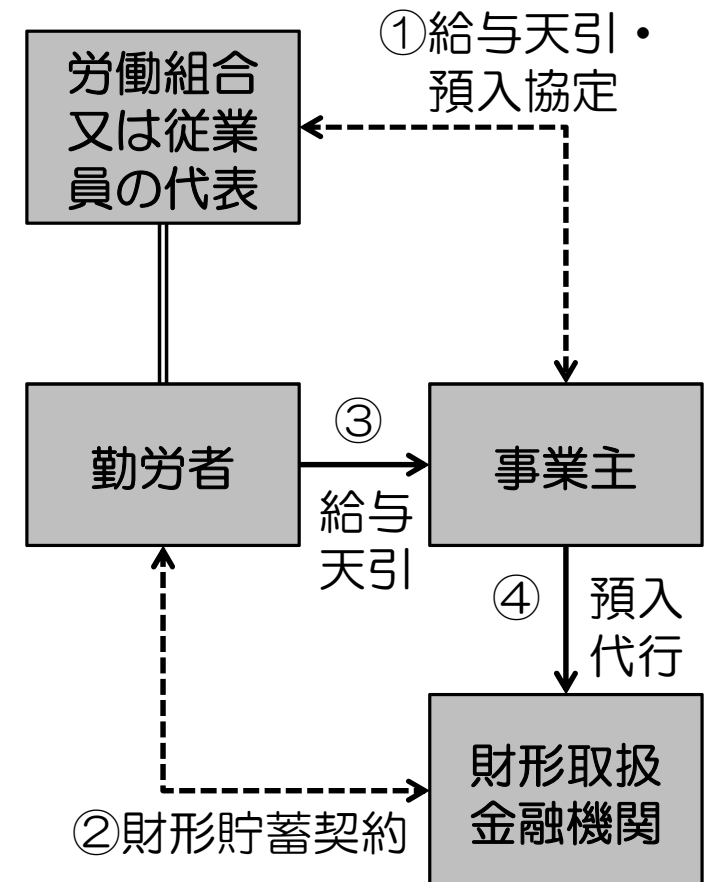 ①給与天引・
預入協定
労働組合
又は従業
員の代表
勤労者
③
給与
天引
事業主
④
預入
代行
②財形貯蓄契約
財形取扱
金融機関